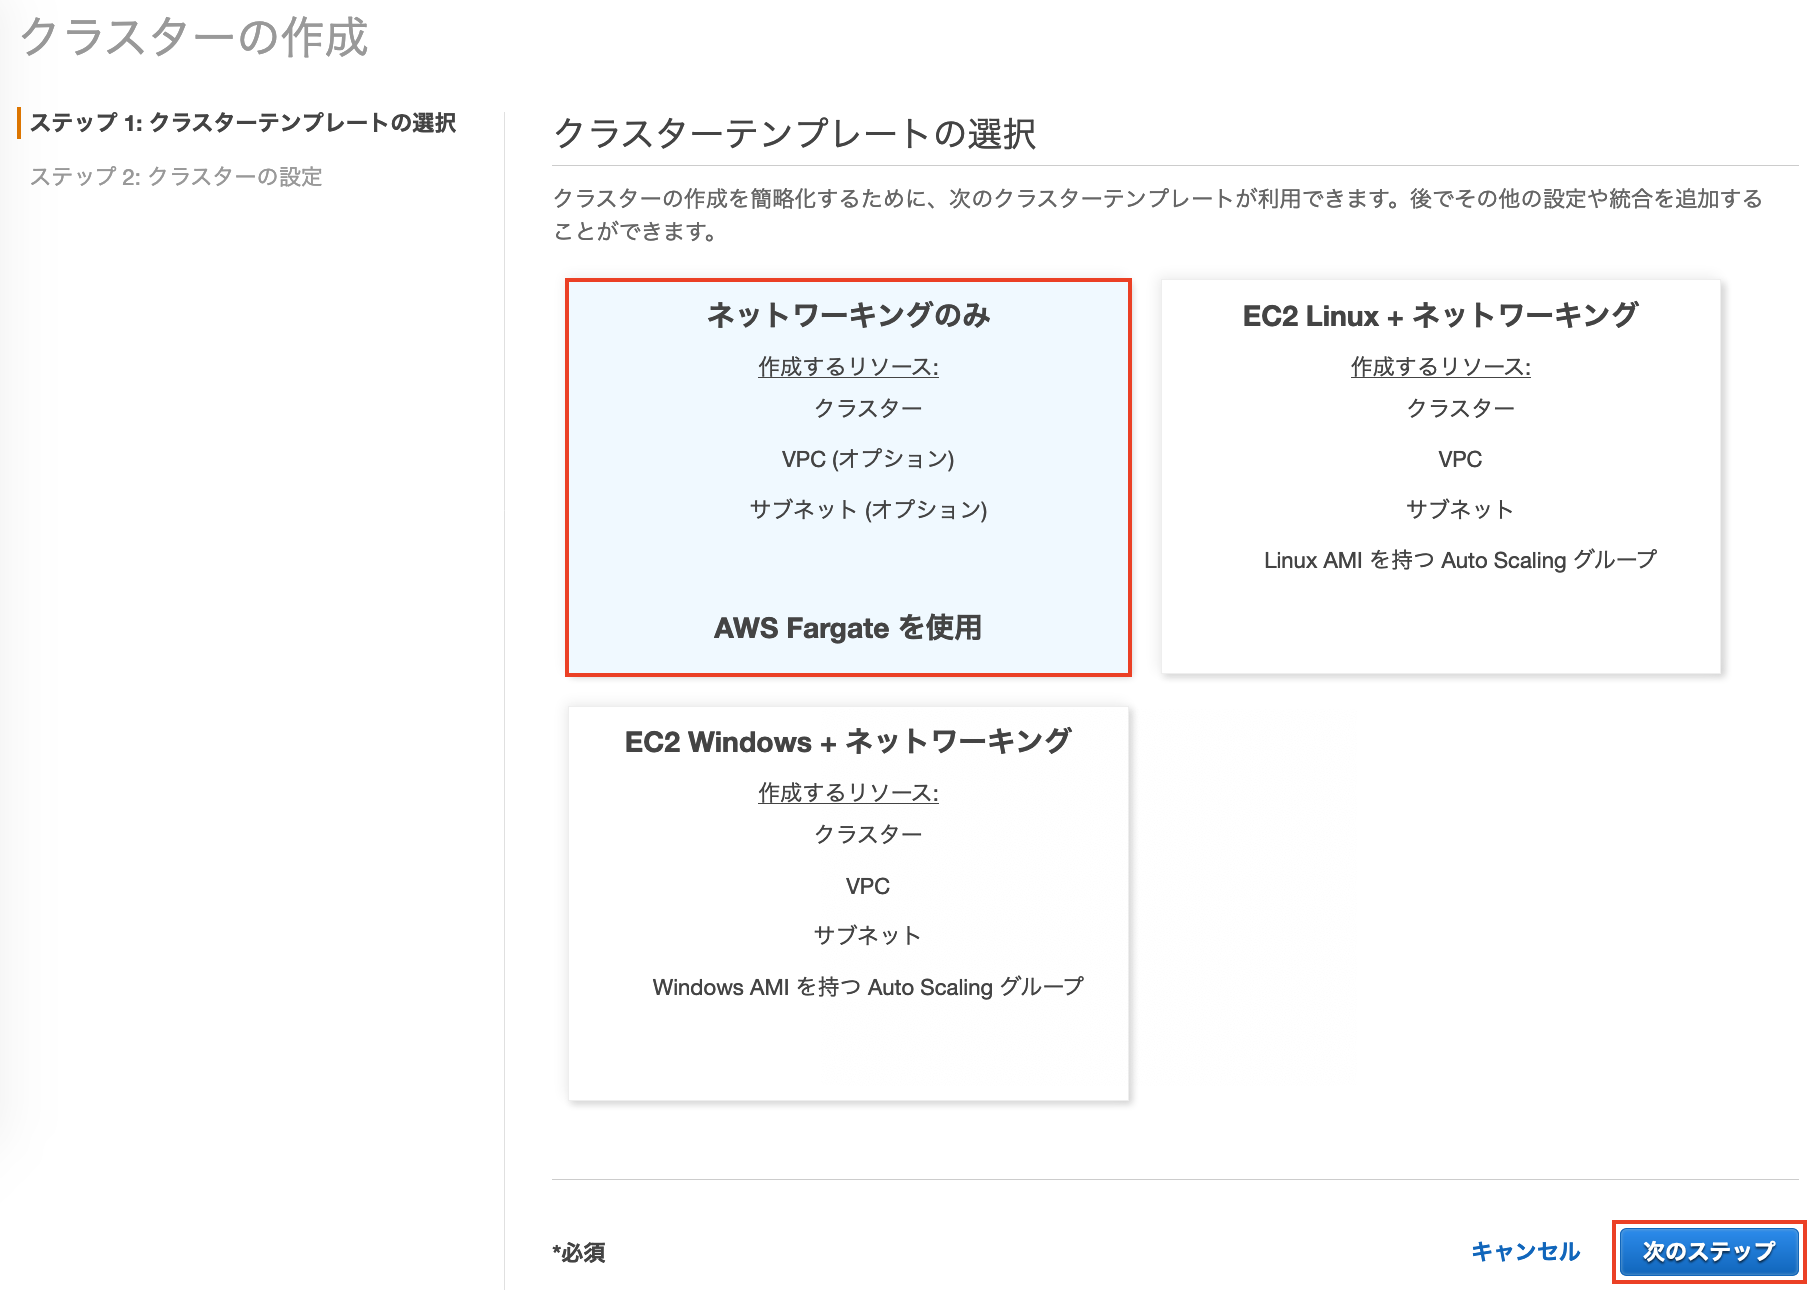 クラスターの作成
ステップ 1: クラスターテンプレートの選択
ステップ 2: クラスターの設定
クラスターテンプレートの選択
クラスターの作成を簡略化するために、次のクラスターテンプレートが利用できます。後でその他の設定や統合を追加する
ことができます。
ネットワーキングのみ
作成するリソース:
クラスター
VPC (オプション)
サブネット (オプション)
AWS Fargate を使用
EC2 Linux + ネットワーキング
作成するリソース:
クラスター
VPC
サブネット
Linux AMI を持つ Auto Scaling グループ
EC2 Windows + ネットワーキング
作成するリソース:
クラスター
VPC
サブネット
Windows AMI を持つ Auto Scaling グループ
*必須
キャンセル
次のステップ